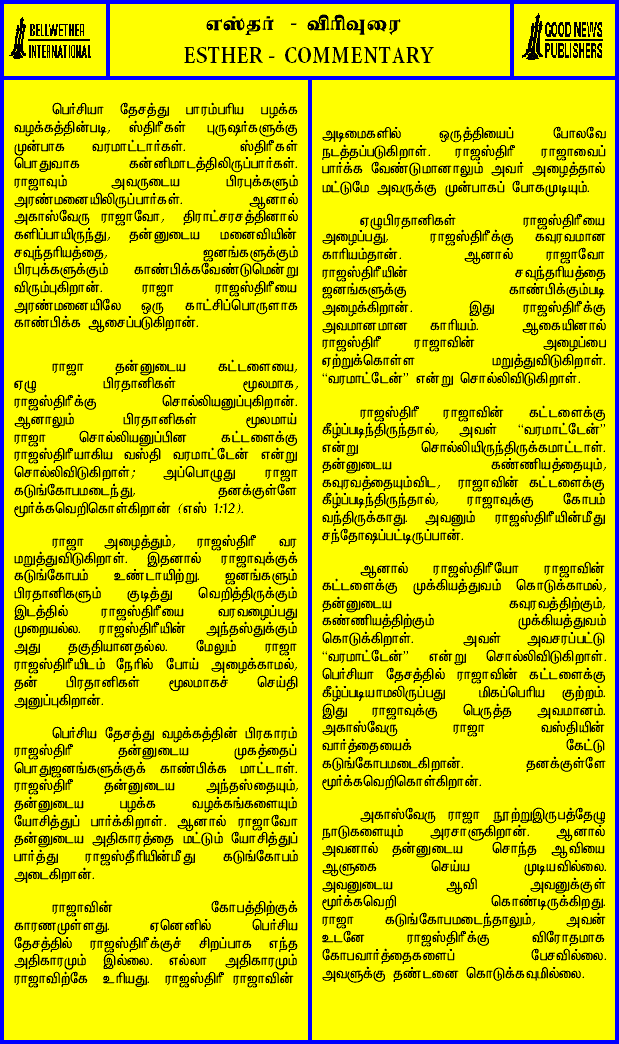 BELLWETHER
INTERNATIONAL
எஸ்தர் - விரிவுரை
ESTHER - COMMENTARY
GOOD NEWS
PUBLISHERS
பெர்சியா தேசத்து பாரம்பரிய பழக்க
வழக்கத்தின்படி, ஸ்திரீகள் புருஷர்களுக்கு
முன்பாக வரமாட்டார்கள். ஸ்திரீகள்
பொதுவாக கன்னிமாடத்திலிருப்பார்கள்.
ராஜாவும் அவருடைய பிரபுக்களும்
அரண்மனையிலிருப்பார்கள். ஆனால்
அகாஸ்வேரு ராஜாவோ, திராட்சரசத்தினால்
களிப்பாயிருந்து, தன்னுடைய மனைவியின்
சவுந்தரியத்தை, ஜனங்களுக்கும்
பிரபுக்களுக்கும் காண்பிக்கவேண்டுமென்று
விரும்புகிறான். ராஜா ராஜஸ்திரீயை
அரண்மனையிலே ஒரு காட்சிப்பொருளாக
காண்பிக்க ஆசைப்படுகிறான்.
ராஜா தன்னுடைய கட்டளையை,
ஏழு பிரதானிகள் மூலமாக,
ராஜஸ்திரீக்கு சொல்லியனுப்புகிறான்.
ஆனாலும் பிரதானிகள் மூலமாய்
ராஜா சொல்லியனுப்பின கட்டளைக்கு
ராஜஸ்திரீயாகிய வஸ்தி வரமாட்டேன் என்று
சொல்லிவிடுகிறாள்; அப்பொழுது ராஜா
கடுங்கோபமடைந்து, தனக்குள்ளே
மூர்க்கவெறிகொள்கிறான் (எஸ் 1:12).
ராஜா அழைத்தும், ராஜஸ்திரீ வர
மறுத்துவிடுகிறாள். இதனால் ராஜாவுக்குக்
கடுங்கோபம் உண்டாயிற்று. ஜனங்களும்
பிரதானிகளும் குடித்து வெறித்திருக்கும்
இடத்தில் ராஜஸ்திரீயை வரவழைப்பது
முறையல்ல. ராஜஸ்திரீயின் அந்தஸ்துக்கும்
அது தகுதியானதல்ல. மேலும் ராஜா
ராஜஸ்திரீயிடம் நேரில் போய் அழைக்காமல்,
தன் பிரதானிகள் மூலமாகச் செய்தி
அனுப்புகிறான்.
பெர்சிய தேசத்து வழக்கத்தின் பிரகாரம்
ராஜஸ்திரீ தன்னுடைய முகத்தைப்
பொதுஜனங்களுக்குக் காண்பிக்க மாட்டாள்.
ராஜஸ்திரீ தன்னுடைய அந்தஸ்தையும்,
தன்னுடைய பழக்க வழக்கங்களையும்
யோசித்துப் பார்க்கிறாள். ஆனால் ராஜாவோ
தன்னுடைய அதிகாரத்தை மட்டும் யோசித்துப்
பார்த்து ராஜஸ்தீரியின்மீது கடுங்கோபம்
அடைகிறான்.
ராஜாவின் கோபத்திற்குக்
காரணமுள்ளது. ஏனெனில் பெர்சிய
தேசத்தில் ராஜஸ்திரீக்குச் சிறப்பாக எந்த
அதிகாரமும் இல்லை. எல்லா அதிகாரமும்
ராஜாவிற்கே உரியது. ராஜஸ்திரீ ராஜாவின்
அடிமைகளில் ஒருத்தியைப் போலவே
நடத்தப்படுகிறாள். ராஜஸ்திரீ ராஜாவைப்
பார்க்க வேண்டுமானாலும் அவர் அழைத்தால்
மட்டுமே அவருக்கு முன்பாகப் போகமுடியும்.
ஏழுபிரதானிகள் ராஜஸ்திரீயை
அழைப்பது, ராஜஸ்திரீக்கு கவுரவமான
காரியம்தான். ஆனால் ராஜாவோ
ராஜஸ்திரீயின் சவுந்தரியத்தை
ஜனங்களுக்கு காண்பிக்கும்படி
அழைக்கிறான். இது ராஜஸ்திரீக்கு
அவமானமான காரியம். ஆகையினால்
ராஜஸ்திரீ ராஜாவின் அழைப்பை
ஏற்றுக்கொள்ள மறுத்துவிடுகிறாள்.
“வரமாட்டேன்” என்று சொல்லிவிடுகிறாள்.
ராஜஸ்திரீ ராஜாவின் கட்டளைக்கு
கீழ்ப்படிந்திருந்தால், அவள் “வரமாட்டேன்”
என்று சொல்லியிருந்திருக்கமாட்டாள்.
தன்னுடைய கண்ணியத்தையும்,
கவுரவத்தையும்விட, ராஜாவின் கட்டளைக்கு
கீழ்ப்படிந்திருந்தால், ராஜாவுக்கு கோபம்
வந்திருக்காது. அவனும் ராஜஸ்திரீயின்மீது
சந்தோஷப்பட்டிருப்பான்.
ஆனால் ராஜஸ்திரீயோ ராஜாவின்
கட்டளைக்கு முக்கியத்துவம் கொடுக்காமல்,
தன்னுடைய கவுரவத்திற்கும்,
கண்ணியத்திற்கும் முக்கியத்துவம்
கொடுக்கிறாள். அவள் அவசரப்பட்டு
“வரமாட்டேன்” என்று சொல்லிவிடுகிறாள்.
பெர்சியா தேசத்தில் ராஜாவின் கட்டளைக்கு
கீழ்ப்படியாமலிருப்பது மிகப்பெரிய குற்றம்.
இது ராஜாவுக்கு பெருத்த அவமானம்.
அகாஸ்வேரு ராஜா வஸ்தியின்
வார்த்தையைக் கேட்டு
கடுங்கோபமடைகிறான். தனக்குள்ளே
மூர்க்கவெறிகொள்கிறான்.
அகாஸ்வேரு ராஜா நூற்றுஇருபத்தேழு
நாடுகளையும் அரசாளுகிறான். ஆனால்
அவனால் தன்னுடைய சொந்த ஆவியை
ஆளுகை செய்ய முடியவில்லை.
அவனுடைய ஆவி அவனுக்குள்
மூர்க்கவெறி கொண்டிருக்கிறது.
ராஜா கடுங்கோபமடைந்தாலும், அவன்
உடனே ராஜஸ்திரீக்கு விரோதமாக
கோபவார்த்தைகளைப் பேசவில்லை.
அவளுக்கு தண்டனை கொடுக்கவுமில்லை.